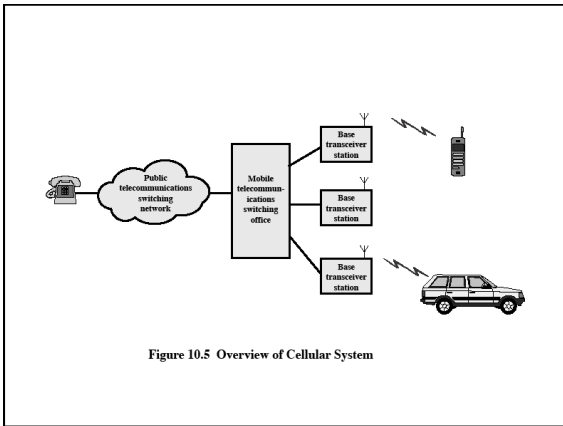 Public
telecommunications
switching
network
Mobile
telecommun-
ications
switching
office
Base
transceiver
station
Base
transceiver
station
Base
transceiver
station
Figure 10.5 Overview of Cellular System